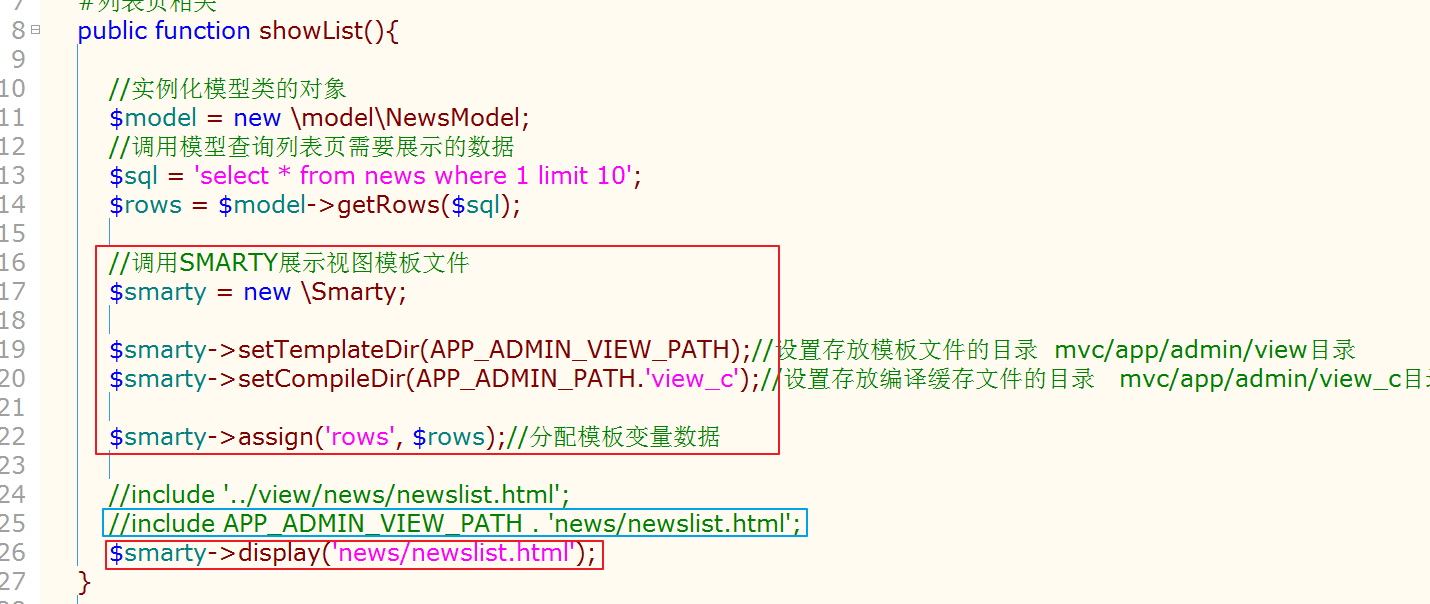 7 #列表页相关
8 public function showList(){
9
10 //实例化模型类的对象
11 $model = new \model\NewsModel;
12 //调用模型查询列表页需要展示的数据
13 $sql = 'select * from news where 1 limit 10';
14 $rows = $model->getRows($sql);
15
16 //调用SMARTY展示视图模板文件
17 $smarty = new \Smarty;
18
19 $smarty->setTemplateDir(APP_ADMIN_VIEW_PATH);//设置存放模板文件的目录 mvc/app/admin/view目录
20 $smarty->setCompileDir(APP_ADMIN_PATH.'view_c');//设置存放编译缓存文件的目录 mvc/app/admin/view_c目
21
22 $smarty->assign('rows', $rows);//分配模板变量数据
23
24 //include '../view/news/newslist.html';
25 //include APP_ADMIN_VIEW_PATH . 'news/newslist.html';
26 $smarty->display('news/newslist.html');
27 }